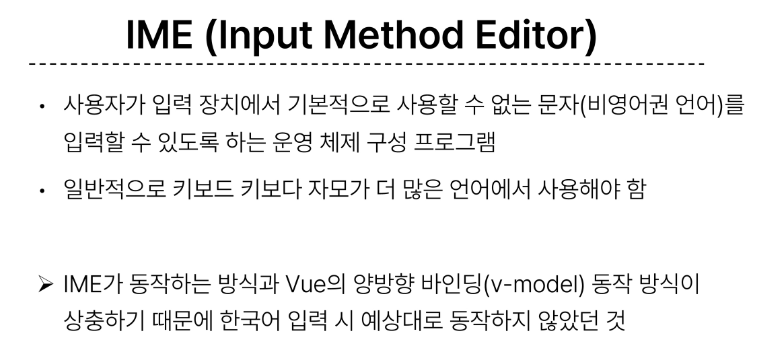 IME (Input Method Editor)
• 사용자가 입력 장치에서 기본적으로 사용할 수 없는 문자(비영어권 언어)를
입력할 수 있도록 하는 운영 체제 구성 프로그램
• 일반적으로 키보드 키보다 자모가 더 많은 언어에서 사용해야 함
➢ IME가 동작하는 방식과 Vue의 양방향 바인딩(v-model) 동작 방식이
상충하기 때문에 한국어 입력 시 예상대로 동작하지 않았던 것